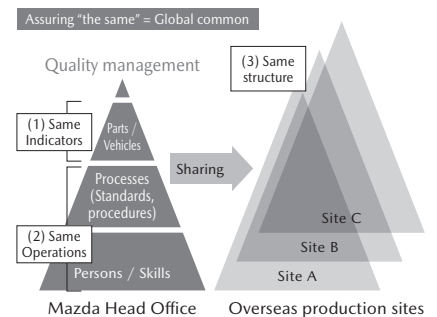 Assuring “the same” = Global common
Quality management
(1) Same
Indicators
Parts /
Vehicles
Processes
(Standards,
procedures)
(2) Same
Operations
Persons / Skills
Mazda Head Office
Sharing
(3) Same
structure
Site C
Site B
Site A
Overseas production sites